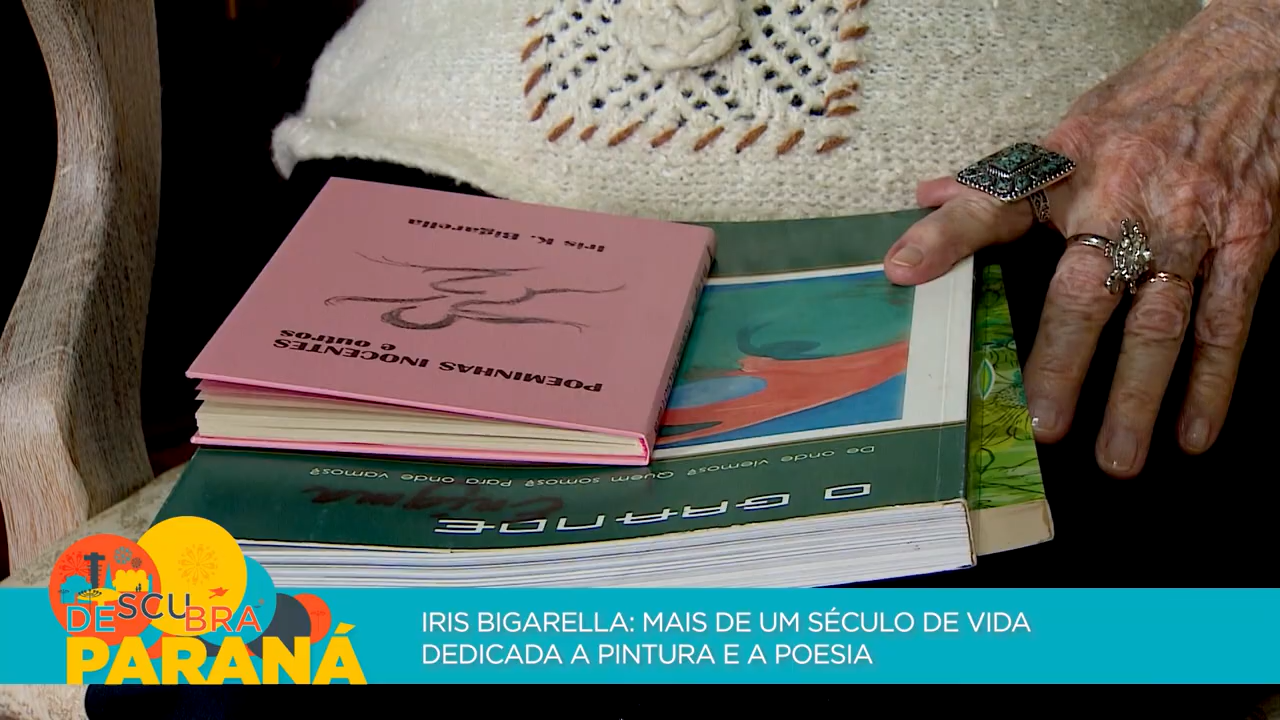 Iris K. Bigarella
POEMINHAS INOCENTES
e outros
De onde viemos? Quem somos? Para onde vamos?
O GRANDE
Enigma
DESCUBRA
PARANÁ
IRIS BIGARELLA: MAIS DE UM SÉCULO DE VIDA
DEDICADA A PINTURA E A POESIA